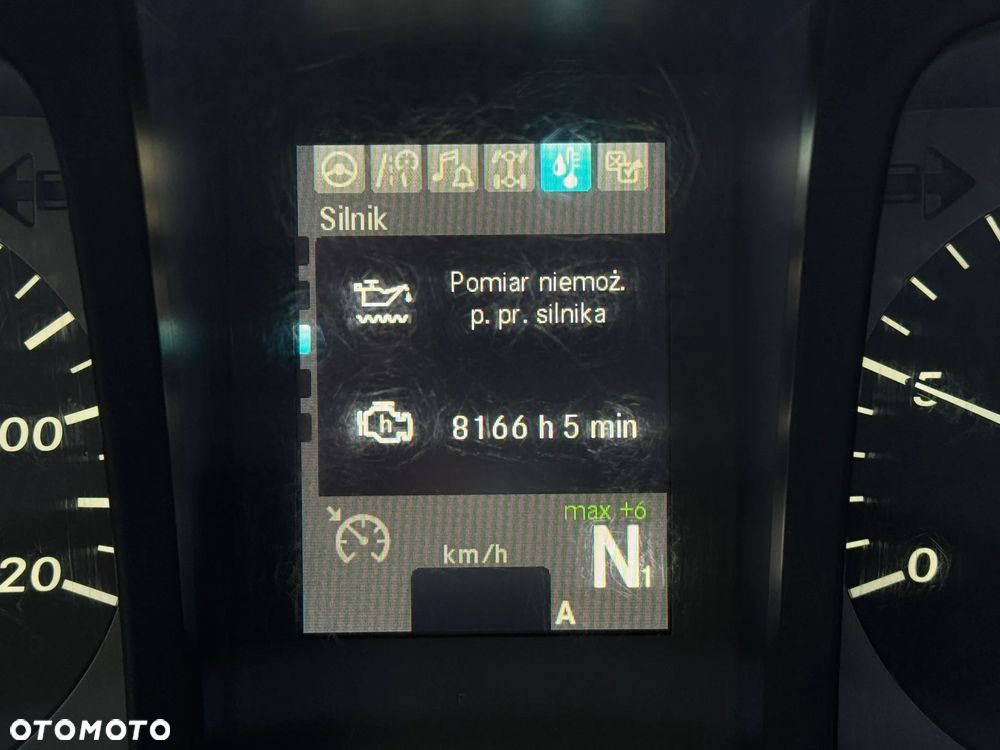 Silnik
Pomiar niemoż.
p. pr. silnika
h
8166 h 5 min
max +6
km/h
N1
A
00
20
5
0
OTOMOTO